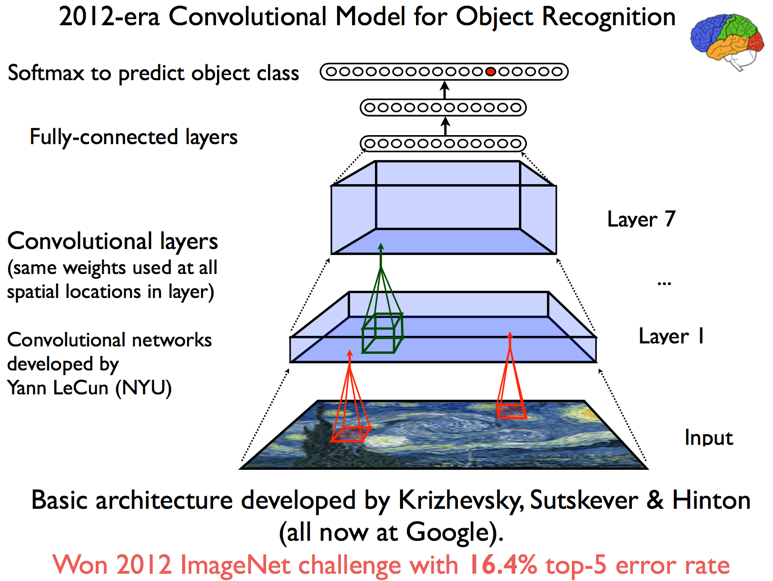 2012-era Convolutional Model for Object Recognition
Softmax to predict object class
Fully-connected layers
Layer 7
Convolutional layers
(same weights used at all
spatial locations in layer)
...
Layer 1
Convolutional networks
developed by
Yann LeCun (NYU)
Input
Basic architecture developed by Krizhevsky, Sutskever & Hinton
(all now at Google).
Won 2012 ImageNet challenge with 16.4% top-5 error rate